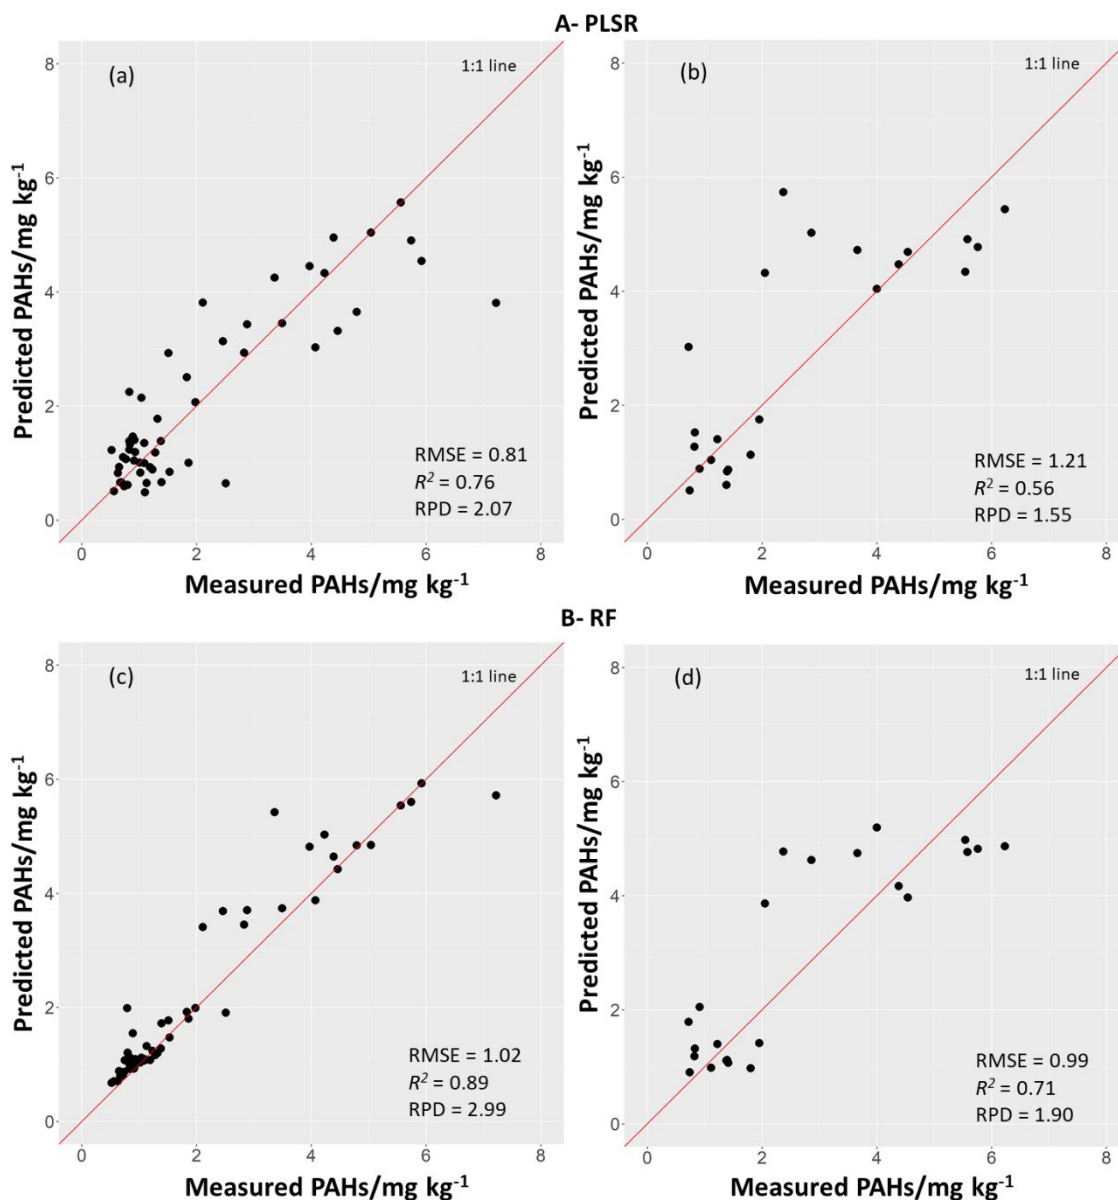 A- PLSR
(a)
1:1 line
8
6
4
2
0
Predicted PAHs/mg kg⁻¹
RMSE = 0.81
R² = 0.76
RPD = 2.07
0 2 4 6 8
Measured PAHs/mg kg⁻¹
(b)
1:1 line
8
6
4
2
0
Predicted PAHs/mg kg⁻¹
RMSE = 1.21
R² = 0.56
RPD = 1.55
0 2 4 6 8
Measured PAHs/mg kg⁻¹
B- RF
(c)
1:1 line
8
6
4
2
0
Predicted PAHs/mg kg⁻¹
RMSE = 1.02
R² = 0.89
RPD = 2.99
0 2 4 6 8
Measured PAHs/mg kg⁻¹
(d)
1:1 line
8
6
4
2
0
Predicted PAHs/mg kg⁻¹
RMSE = 0.99
R² = 0.71
RPD = 1.90
0 2 4 6 8
Measured PAHs/mg kg⁻¹